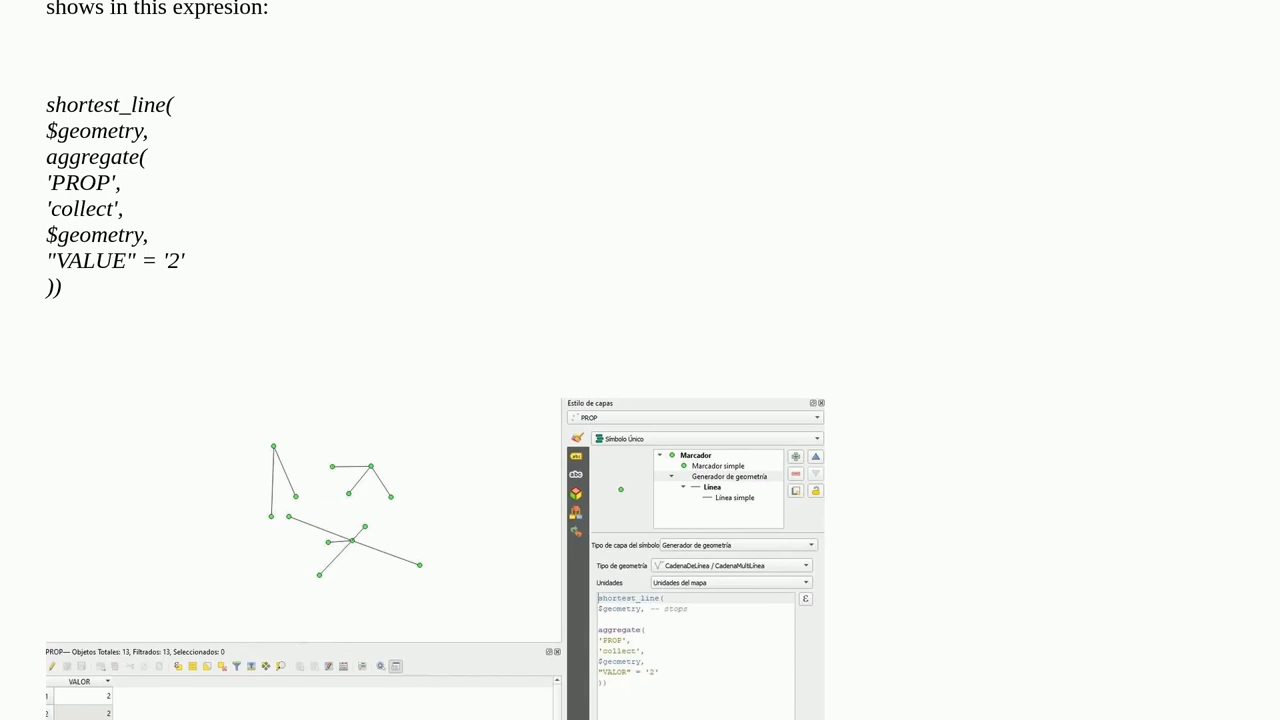 shows in this expresion:
shortest_line(
$geometry,
aggregate(
'PROP',
'collect',
$geometry,
"VALUE" = '2'
))
Estilo de capas
PROP
Símbolo Único
Marcador
Marcador simple
Generador de geometría
Línea
Línea simple
Tipo de capa del símbolo Generador de geometría
Tipo de geometría CadenaDeLínea / CadenaMultiLínea
Unidades Unidades del mapa
shortest_line(
$geometry, -- stops
aggregate(
'PROP',
'collect',
$geometry,
"VALOR" = '2'
))
PROP— Objetos Totales: 13, Filtrados: 13, Seleccionados: 0
VALOR
1 2
2 2